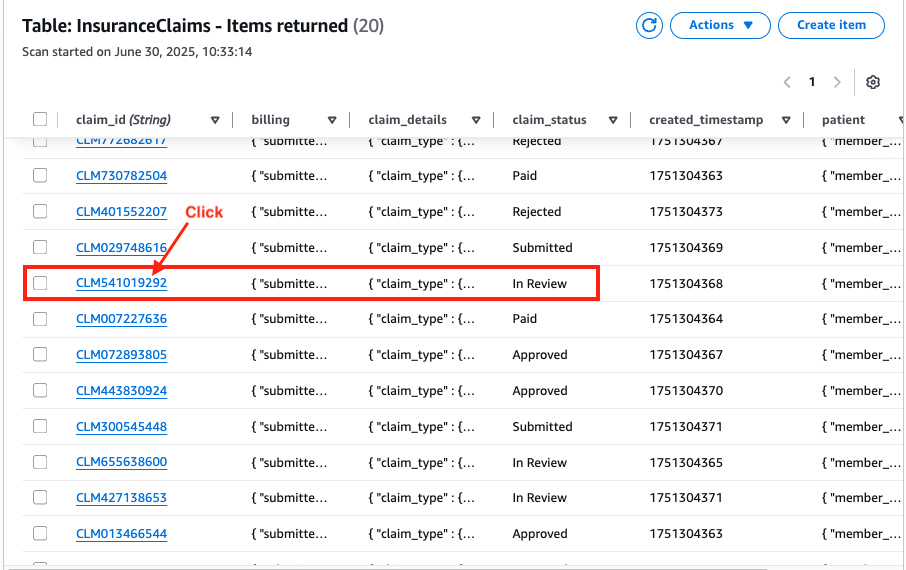 Table: InsuranceClaims - Items returned (20)
Actions
Create item
Scan started on June 30, 2025, 10:33:14
1
claim_id (String) billing claim_details claim_status created_timestamp patient
CLM772682617 Rejected 1751304367 { "member_...
{ "submitte... { "claim_type" : {...
CLM730782504 { "submitte... { "claim_type" : {... Paid 1751304363 { "member_...
CLM401552207 { "submitte... { "claim_type" : {... Rejected 1751304373 { "member_...
Click
CLM029748616 { "submitte... { "claim_type" : {... Submitted 1751304369 { "member_...
CLM541019292 { "submitte... { "claim_type" : {... In Review 1751304368 { "member_...
CLM007227636 { "submitte... { "claim_type" : {... Paid 1751304364 { "member_...
CLM072893805 { "submitte... { "claim_type" : {... Approved 1751304367 { "member_...
CLM443830924 { "submitte... { "claim_type" : {... Approved 1751304370 { "member_...
CLM300545448 { "submitte... { "claim_type" : {... Submitted 1751304371 { "member_...
CLM655638600 { "submitte... { "claim_type" : {... In Review 1751304365 { "member_...
CLM427138653 { "submitte... { "claim_type" : {... In Review 1751304371 { "member_...
CLM013466544 { "submitte... { "claim_type" : {... Approved 1751304363 { "member_...